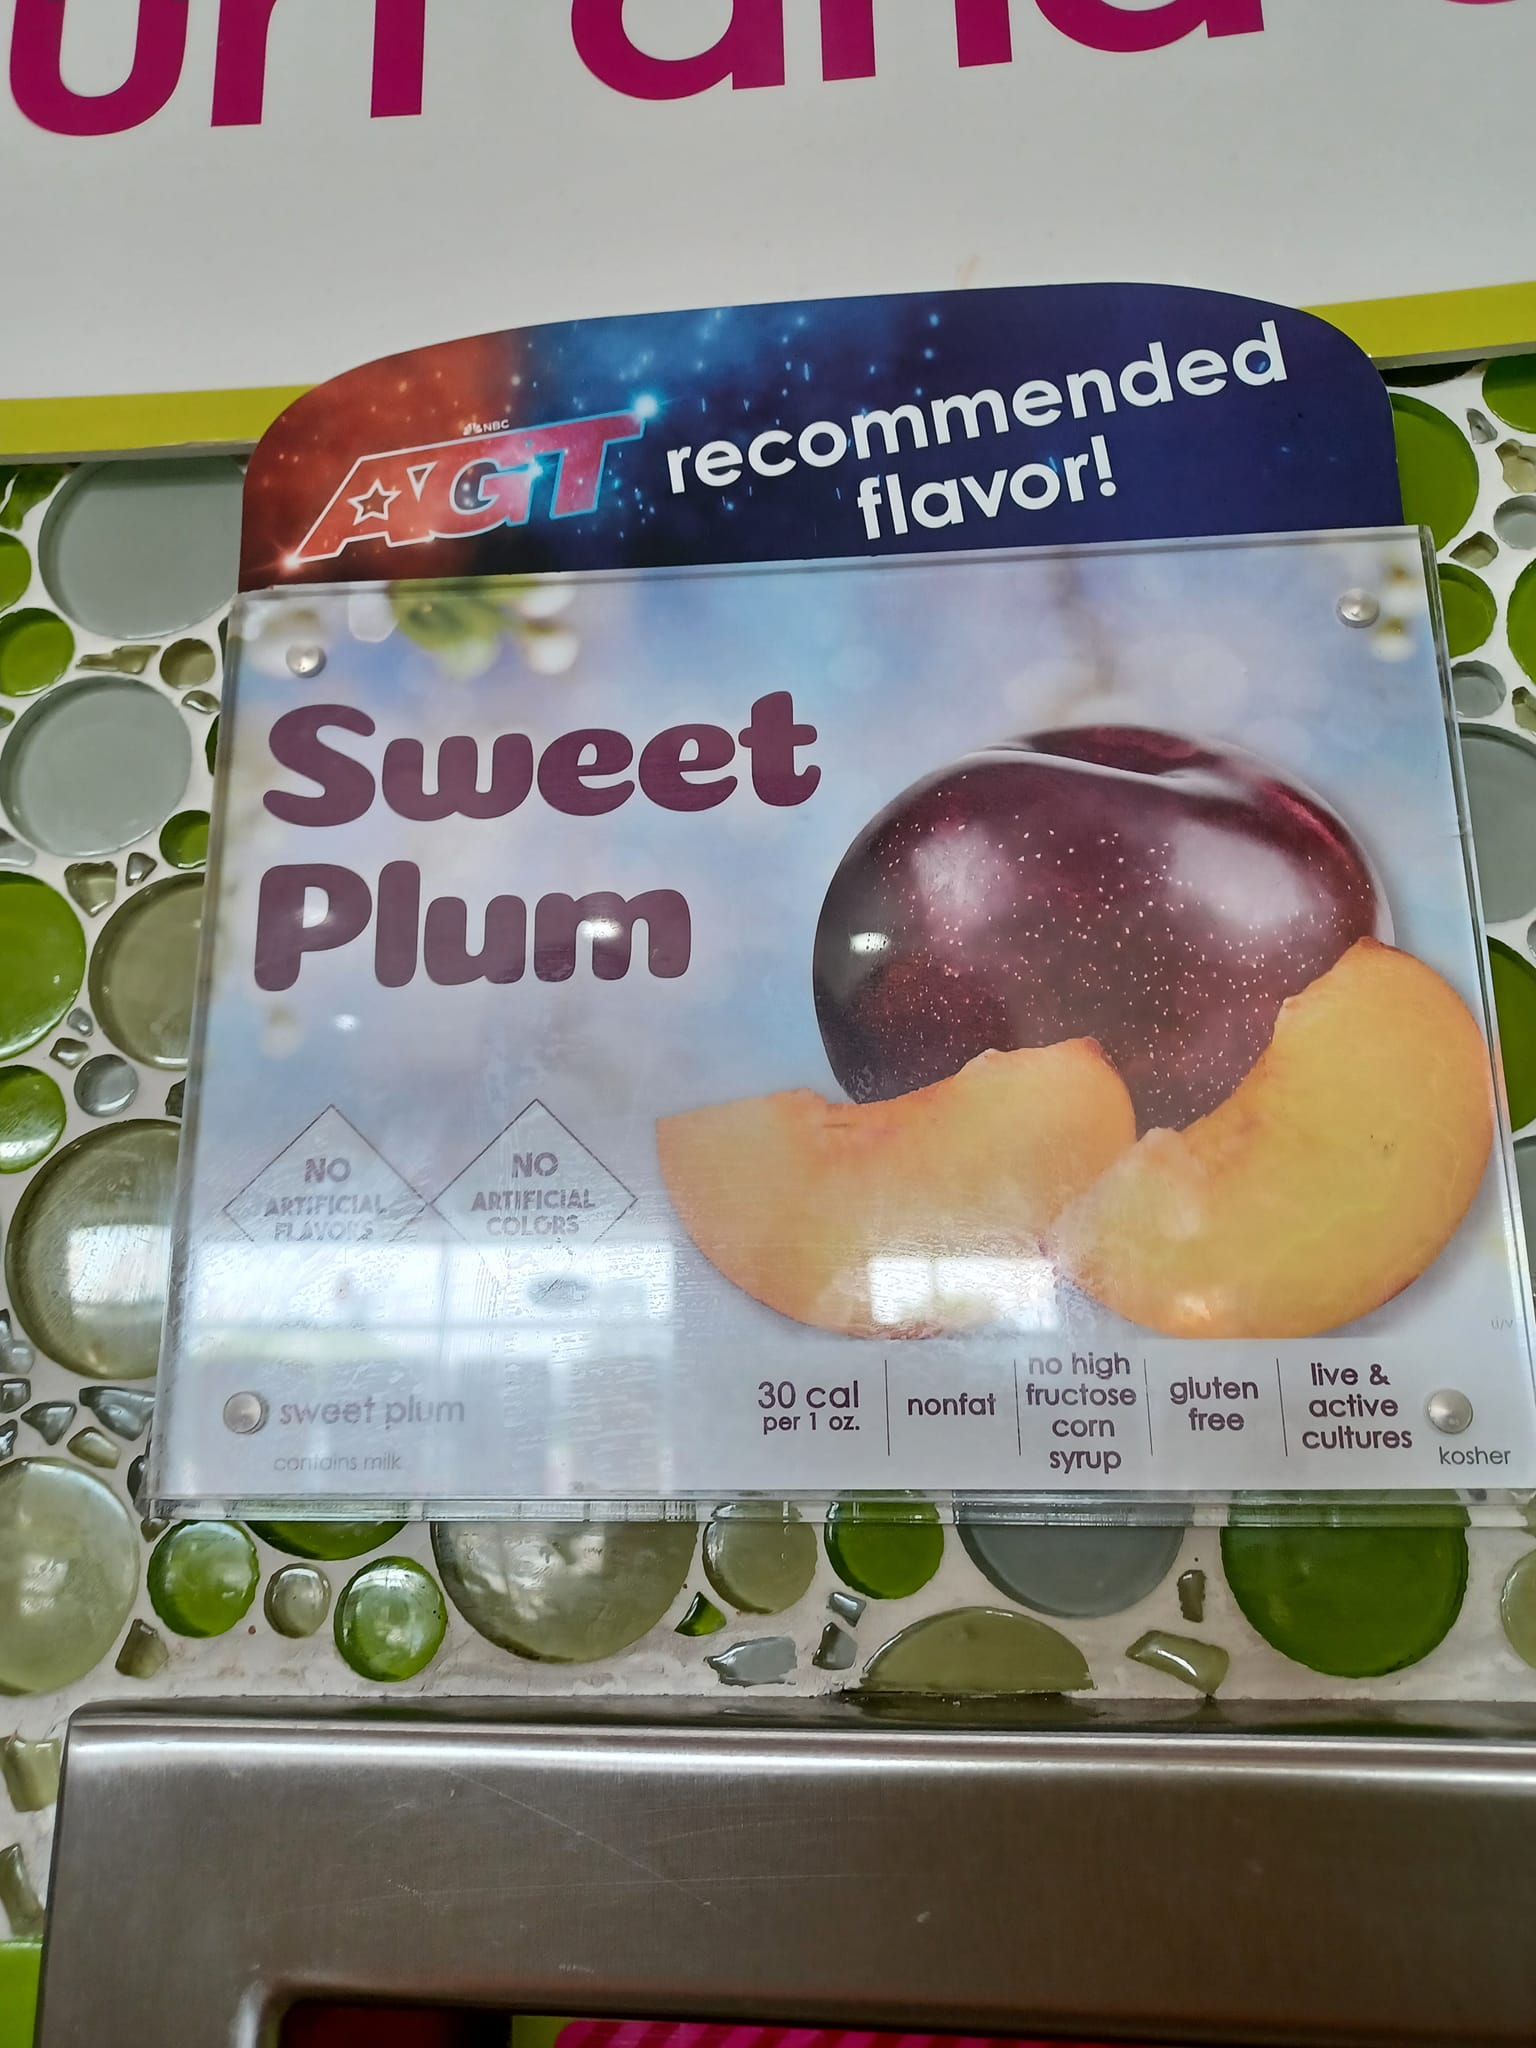 NBC
AGT
recommended
flavor!
Sweet
Plum
NO
ARTIFICIAL
FLAVORS
NO
ARTIFICIAL
COLORS
sweet plum
contains milk
30 cal
per 1 oz.
nonfat
no high
fructose
corn
syrup
gluten
free
live &
active
cultures
kosher